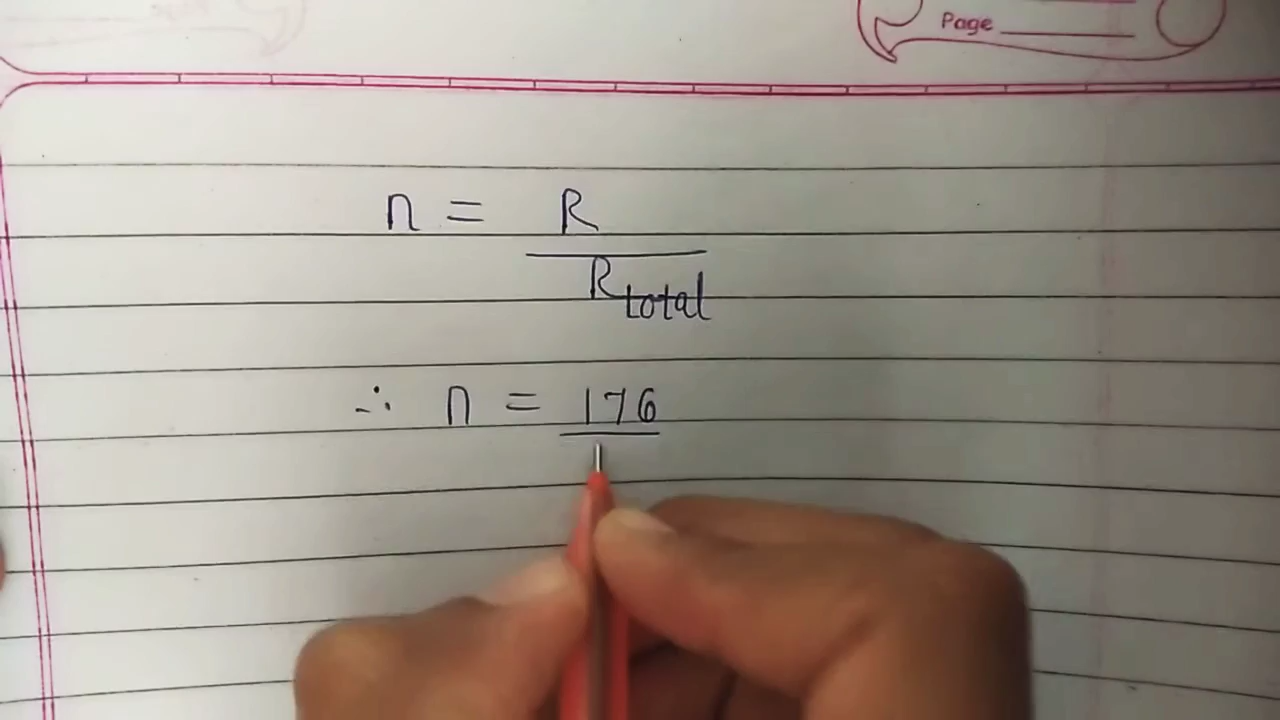 Page
n = R
R total
∴ n = 176